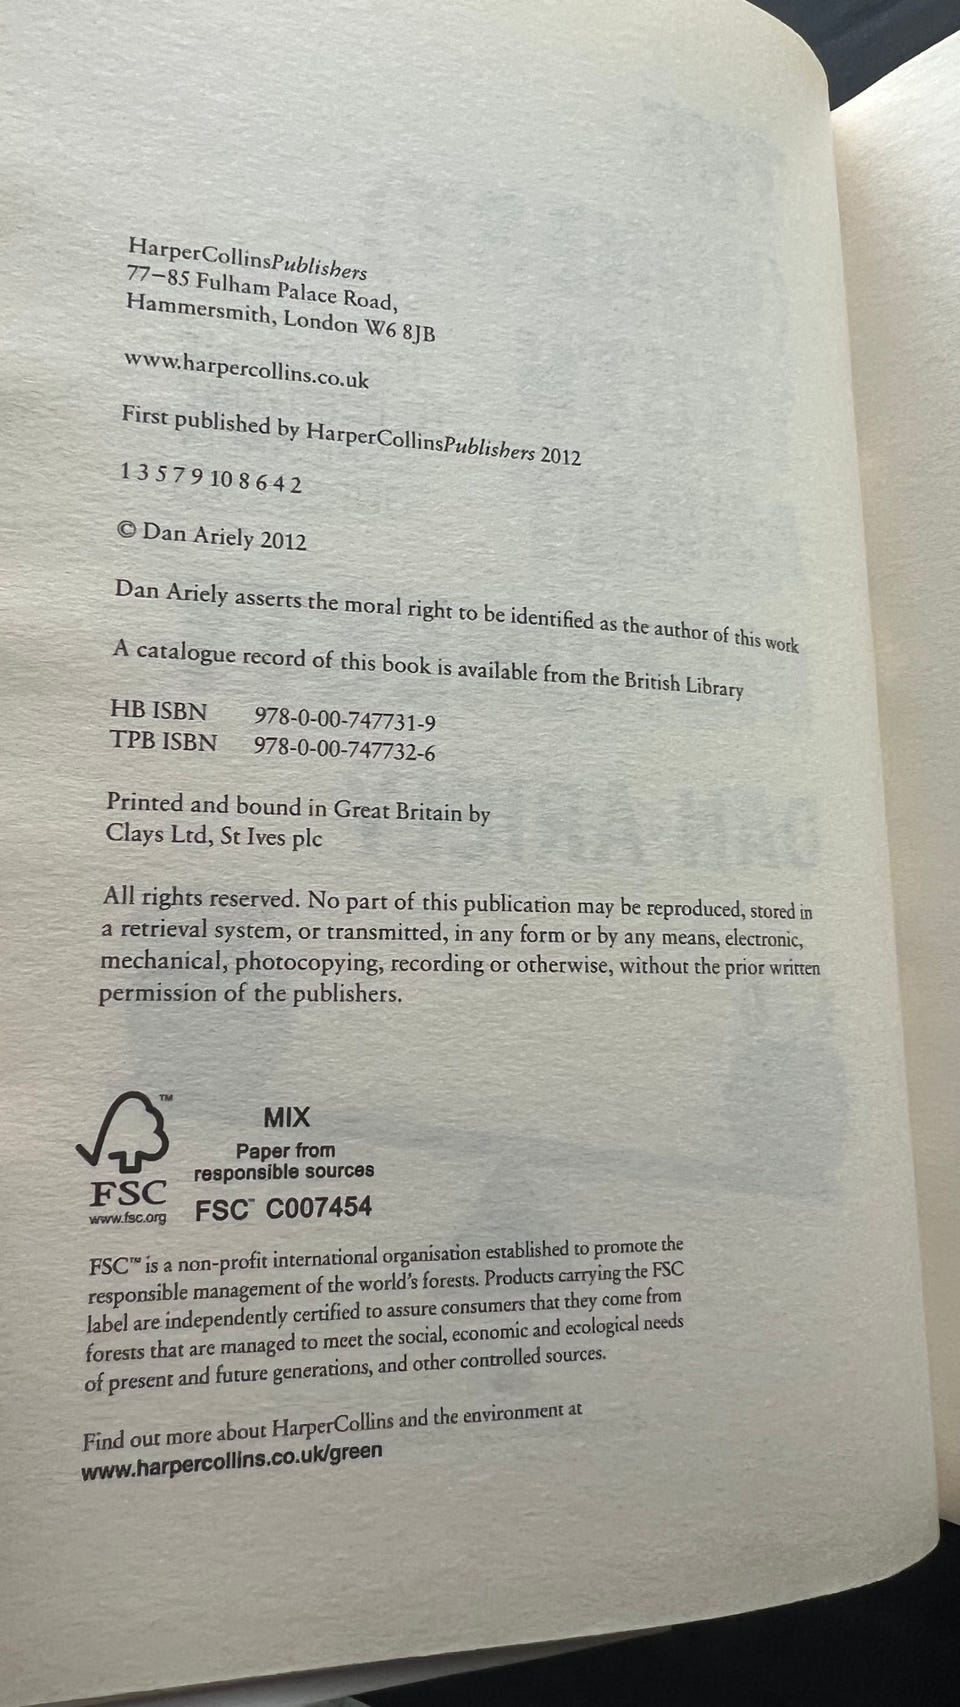 HarperCollinsPublishers
77–85 Fulham Palace Road,
Hammersmith, London W6 8JB
www.harpercollins.co.uk
First published by HarperCollinsPublishers 2012
1 3 5 7 9 10 8 6 4 2
© Dan Ariely 2012
Dan Ariely asserts the moral right to be identified as the author of this work
A catalogue record of this book is available from the British Library
HB ISBN 978-0-00-747731-9
TPB ISBN 978-0-00-747732-6
Printed and bound in Great Britain by
Clays Ltd, St Ives plc
All rights reserved. No part of this publication may be reproduced, stored in
a retrieval system, or transmitted, in any form or by any means, electronic,
mechanical, photocopying, recording or otherwise, without the prior written
permission of the publishers.
™
FSC
www.fsc.org
MIX
Paper from
responsible sources
FSC™ C007454
FSC™ is a non-profit international organisation established to promote the
responsible management of the world's forests. Products carrying the FSC
label are independently certified to assure consumers that they come from
forests that are managed to meet the social, economic and ecological needs
of present and future generations, and other controlled sources.
Find out more about HarperCollins and the environment at
www.harpercollins.co.uk/green